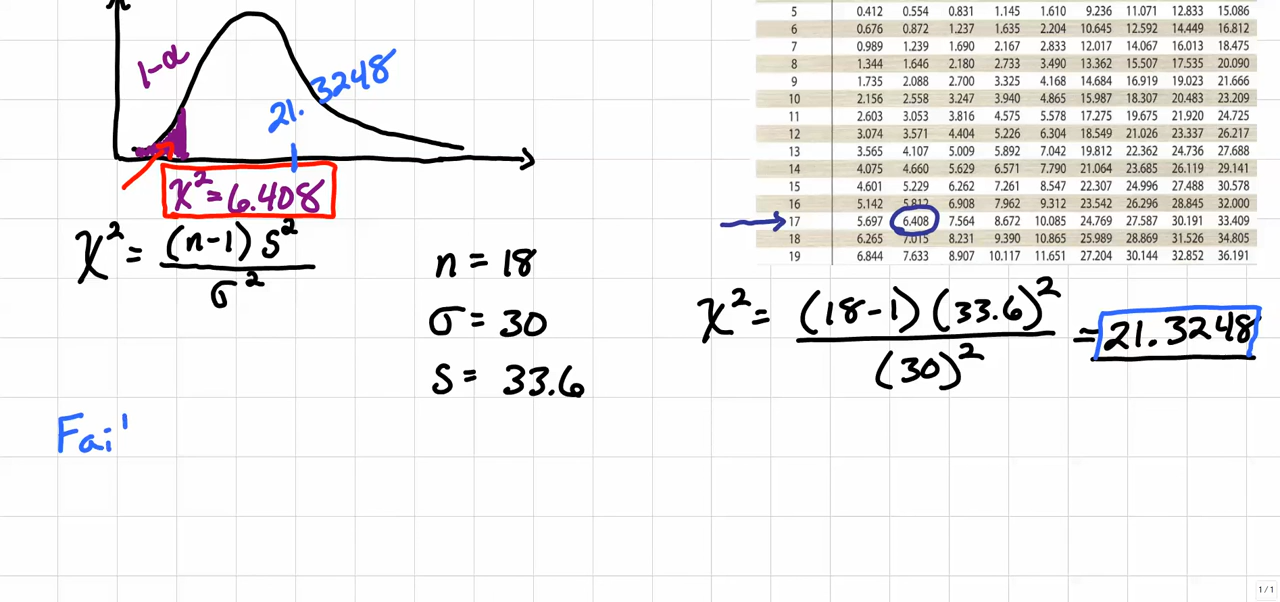 1-α
21.3248
χ²=6.408
χ² = (n-1) s² / σ²
n = 18
σ = 30
s = 33.6
Fai
5 0.412 0.554 0.831 1.145 1.610 9.236 11.071 12.833 15.086
6 0.676 0.872 1.237 1.635 2.204 10.645 12.592 14.449 16.812
7 0.989 1.239 1.690 2.167 2.833 12.017 14.067 16.013 18.475
8 1.344 1.646 2.180 2.733 3.490 13.362 15.507 17.535 20.090
9 1.735 2.088 2.700 3.325 4.168 14.684 16.919 19.023 21.666
10 2.156 2.558 3.247 3.940 4.865 15.987 18.307 20.483 23.209
11 2.603 3.053 3.816 4.575 5.578 17.275 19.675 21.920 24.725
12 3.074 3.571 4.404 5.226 6.304 18.549 21.026 23.337 26.217
13 3.565 4.107 5.009 5.892 7.042 19.812 22.362 24.736 27.688
14 4.075 4.660 5.629 6.571 7.790 21.064 23.685 26.119 29.141
15 4.601 5.229 6.262 7.261 8.547 22.307 24.996 27.488 30.578
16 5.142 5.812 6.908 7.962 9.312 23.542 26.296 28.845 32.000
17 5.697 6.408 7.564 8.672 10.085 24.769 27.587 30.191 33.409
18 6.265 7.015 8.231 9.390 10.865 25.989 28.869 31.526 34.805
19 6.844 7.633 8.907 10.117 11.651 27.204 30.144 32.852 36.191
χ² = (18-1) (33.6)² / (30)² = 21.3248
1/1